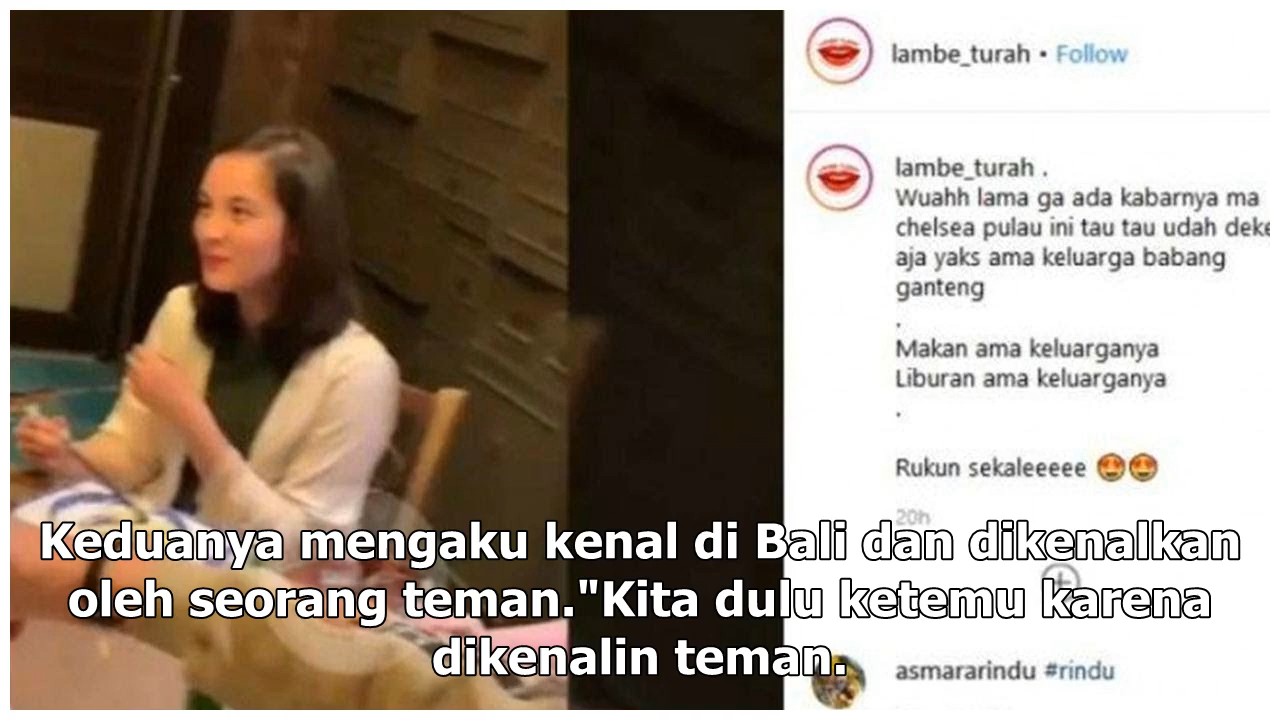 lambe_turah • Follow
lambe_turah .
Wuahh lama ga ada kabarnya ma
chelsea pulau ini tau tau udah deke
aja yaks ama keluarga babang
ganteng
.
Makan ama keluarganya
Liburan ama keluarganya
.
Rukun sekaleeeee 🤩🤩
20h
Keduanya mengaku kenal di Bali dan dikenalkan
oleh seorang teman."Kita dulu ketemu karena
dikenalin teman.
asmararindu #rindu